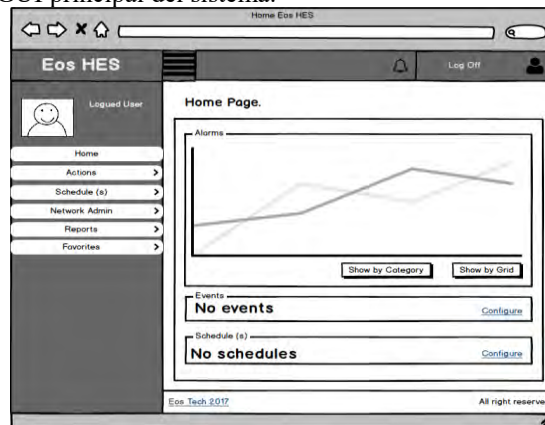 GUI principal del sistema.
Home Eos HES
Eos HES
Log Off
Logued User
Home Page.
Home
Actions
Schedule (s)
Network Admin
Reports
Favorites
Alarms
Show by Category
Show by Grid
Events
No events
Configure
Schedule (s)
No schedules
Configure
Eos Tech 2017
All right reserve